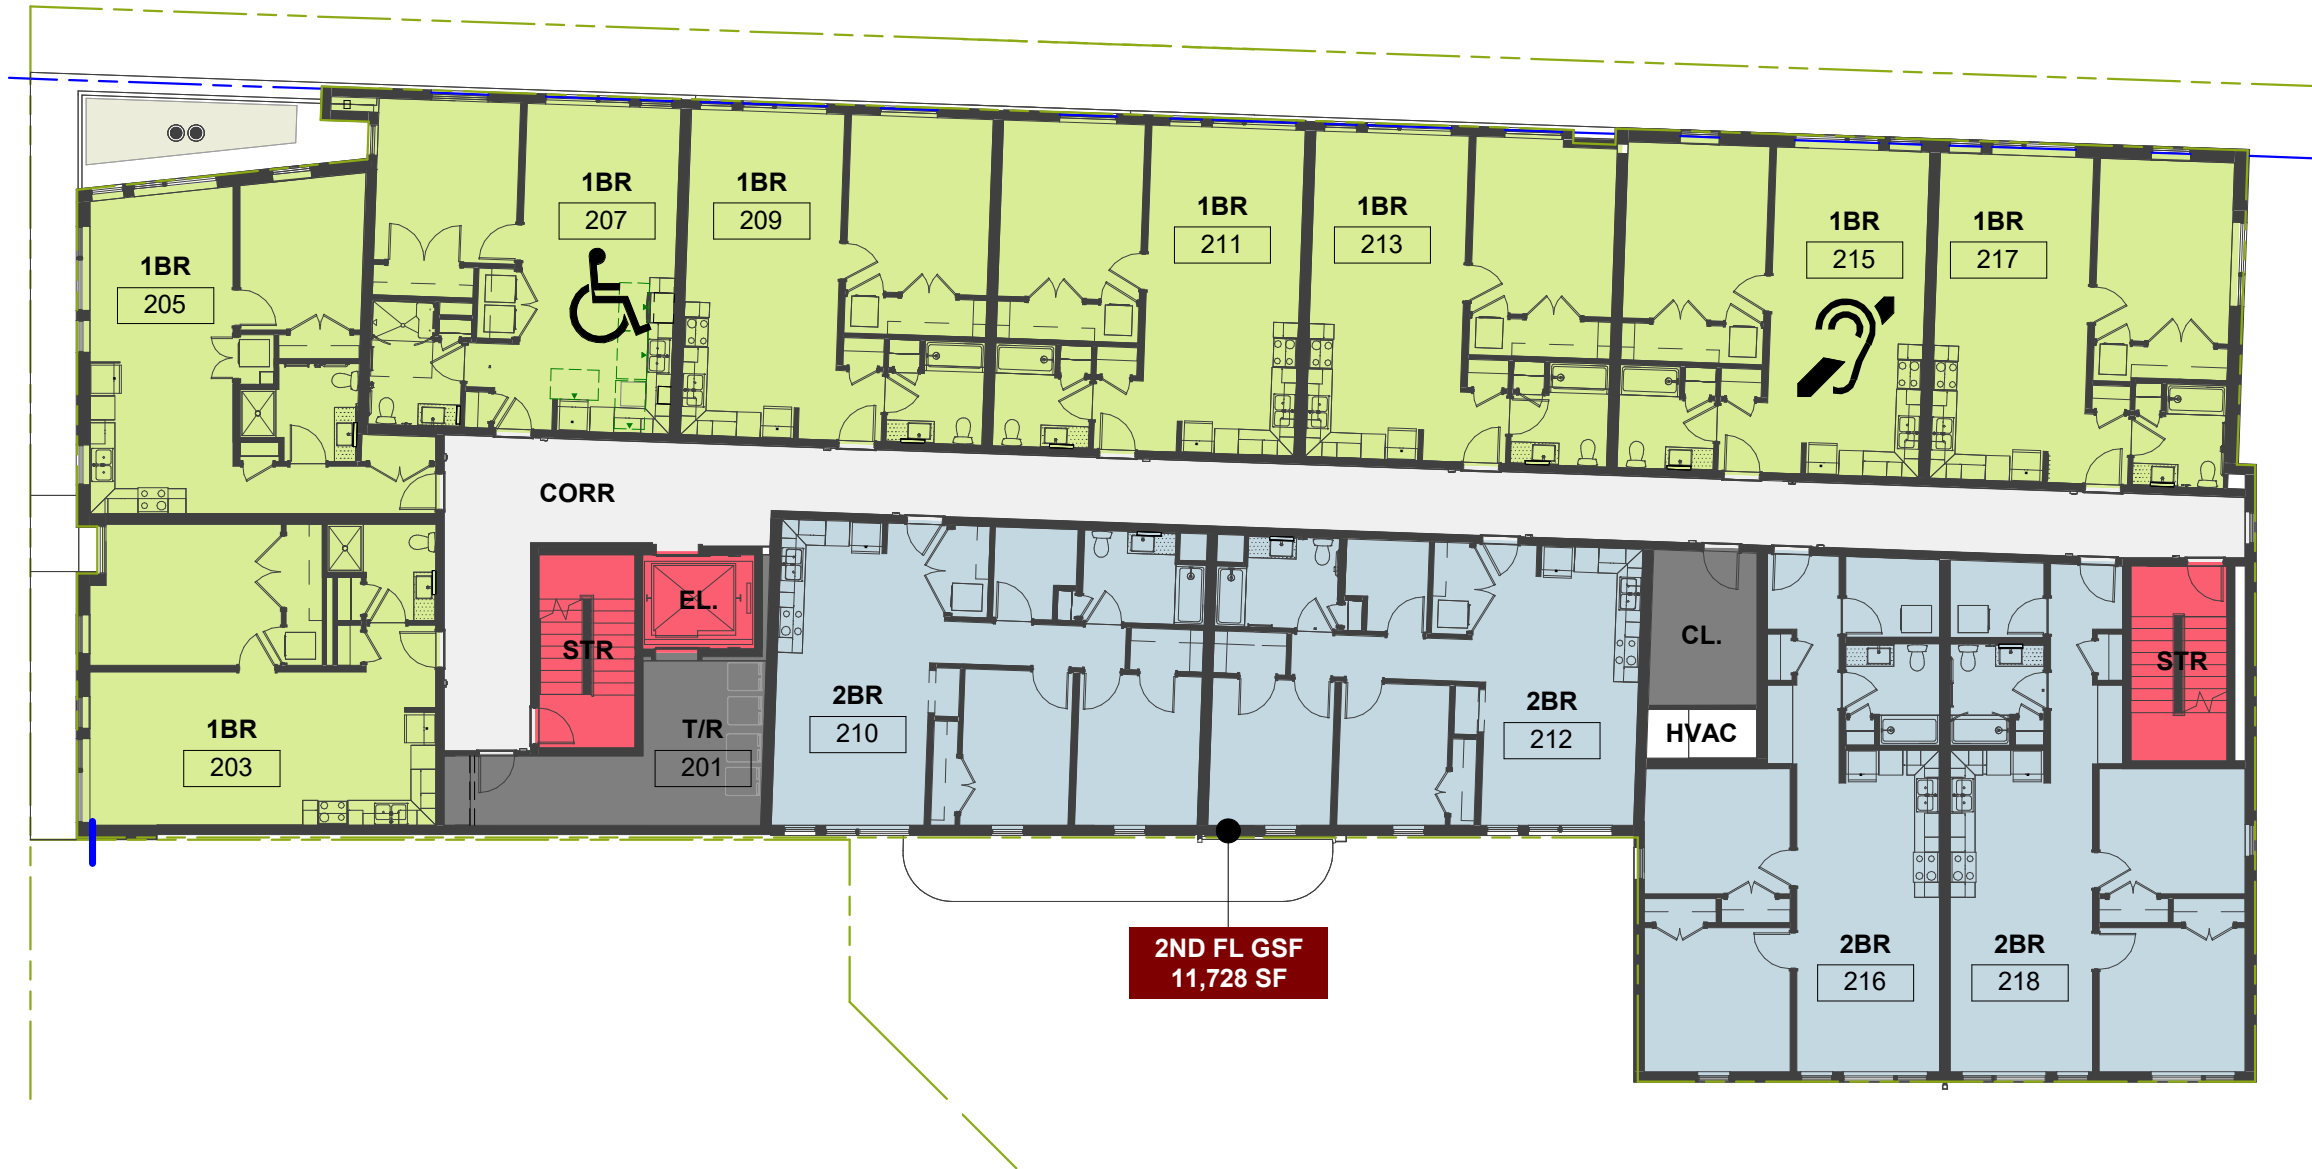 1BR
207
1BR
209
1BR
211
1BR
213
1BR
215
1BR
217
1BR
205
CORR
STR
EL.
CL.
STR
1BR
203
T/R
201
2BR
210
2BR
212
HVAC
2BR
216
2BR
218
2ND FL GSF
11,728 SF